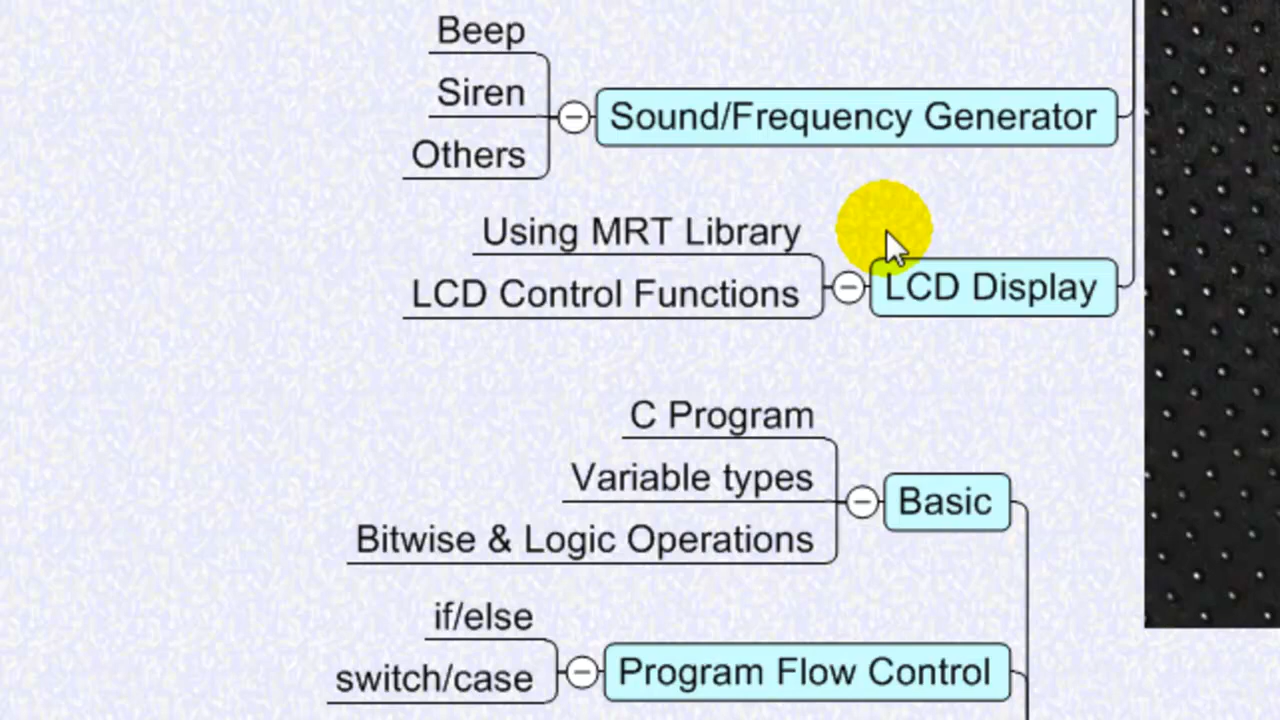 Beep
Siren
Others
Sound/Frequency Generator
Using MRT Library
LCD Control Functions
LCD Display
C Program
Variable types
Bitwise & Logic Operations
Basic
if/else
switch/case
Program Flow Control